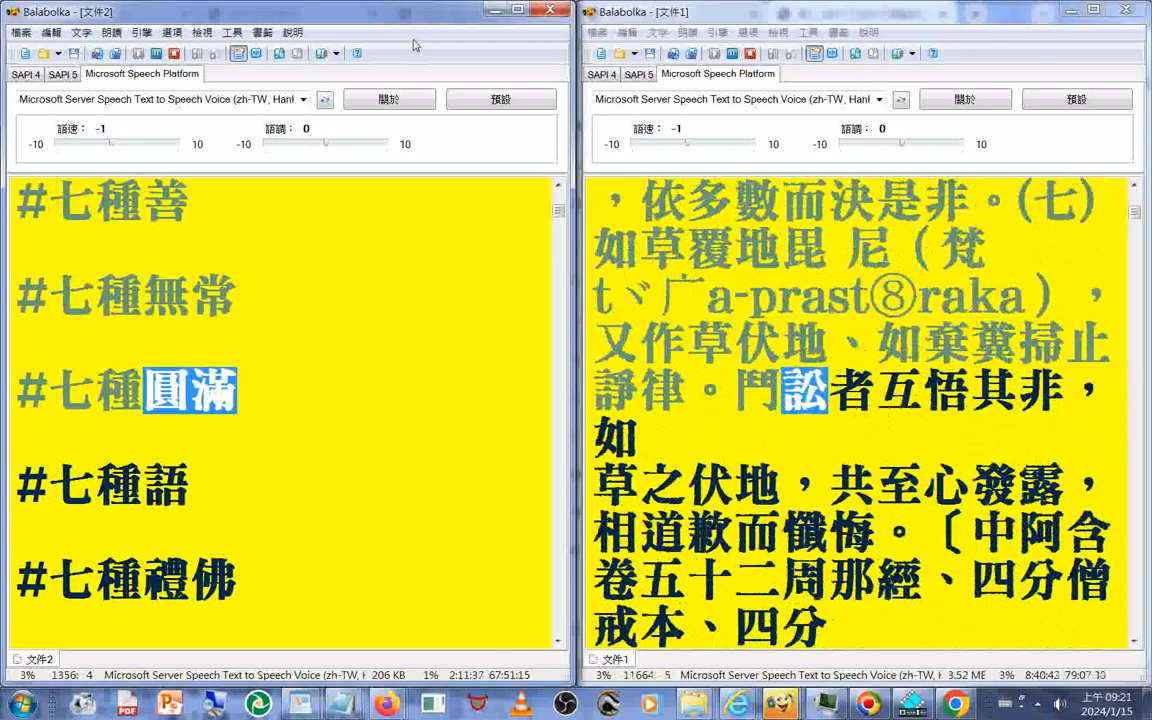 Balabolka - [文件2]
檔案 編輯 文字 朗讀 引擎 選項 檢視 工具 書籤 說明
SAPI 4 SAPI 5 Microsoft Speech Platform
Microsoft Server Speech Text to Speech Voice (zh-TW, Hanl
關於 預設
語速： -1 語調： 0
-10 10 -10 10
#七種善
#七種無常
#七種圓滿
#七種語
#七種禮佛
文件2
3% 1356: 4 Microsoft Server Speech Text to Speech Voice (zh-TW, H 206 KB 1% 2:11:37 67:51:15
Balabolka - [文件1]
檔案 編輯 文字 朗讀 引擎 選項 檢視 工具 書籤 說明
SAPI 4 SAPI 5 Microsoft Speech Platform
Microsoft Server Speech Text to Speech Voice (zh-TW, Hanl
關於 預設
語速： -1 語調： 0
-10 10 -10 10
，依多數而決是非。(七)
如草覆地毘 尼（梵
tヾ广a-prast⑧raka），
又作草伏地、如棄糞掃止
諍律。鬥訟者互悟其非，
如
草之伏地，共至心發露，
相道歉而懺悔。〔中阿含
卷五十二周那經、四分僧
戒本、四分
文件1
3% 11664: 5 Microsoft Server Speech Text to Speech Voice (zh-TW, H 3.52 MB 3% 8:40:43 79:07:38
PDF
上午 09:21
2024/1/15